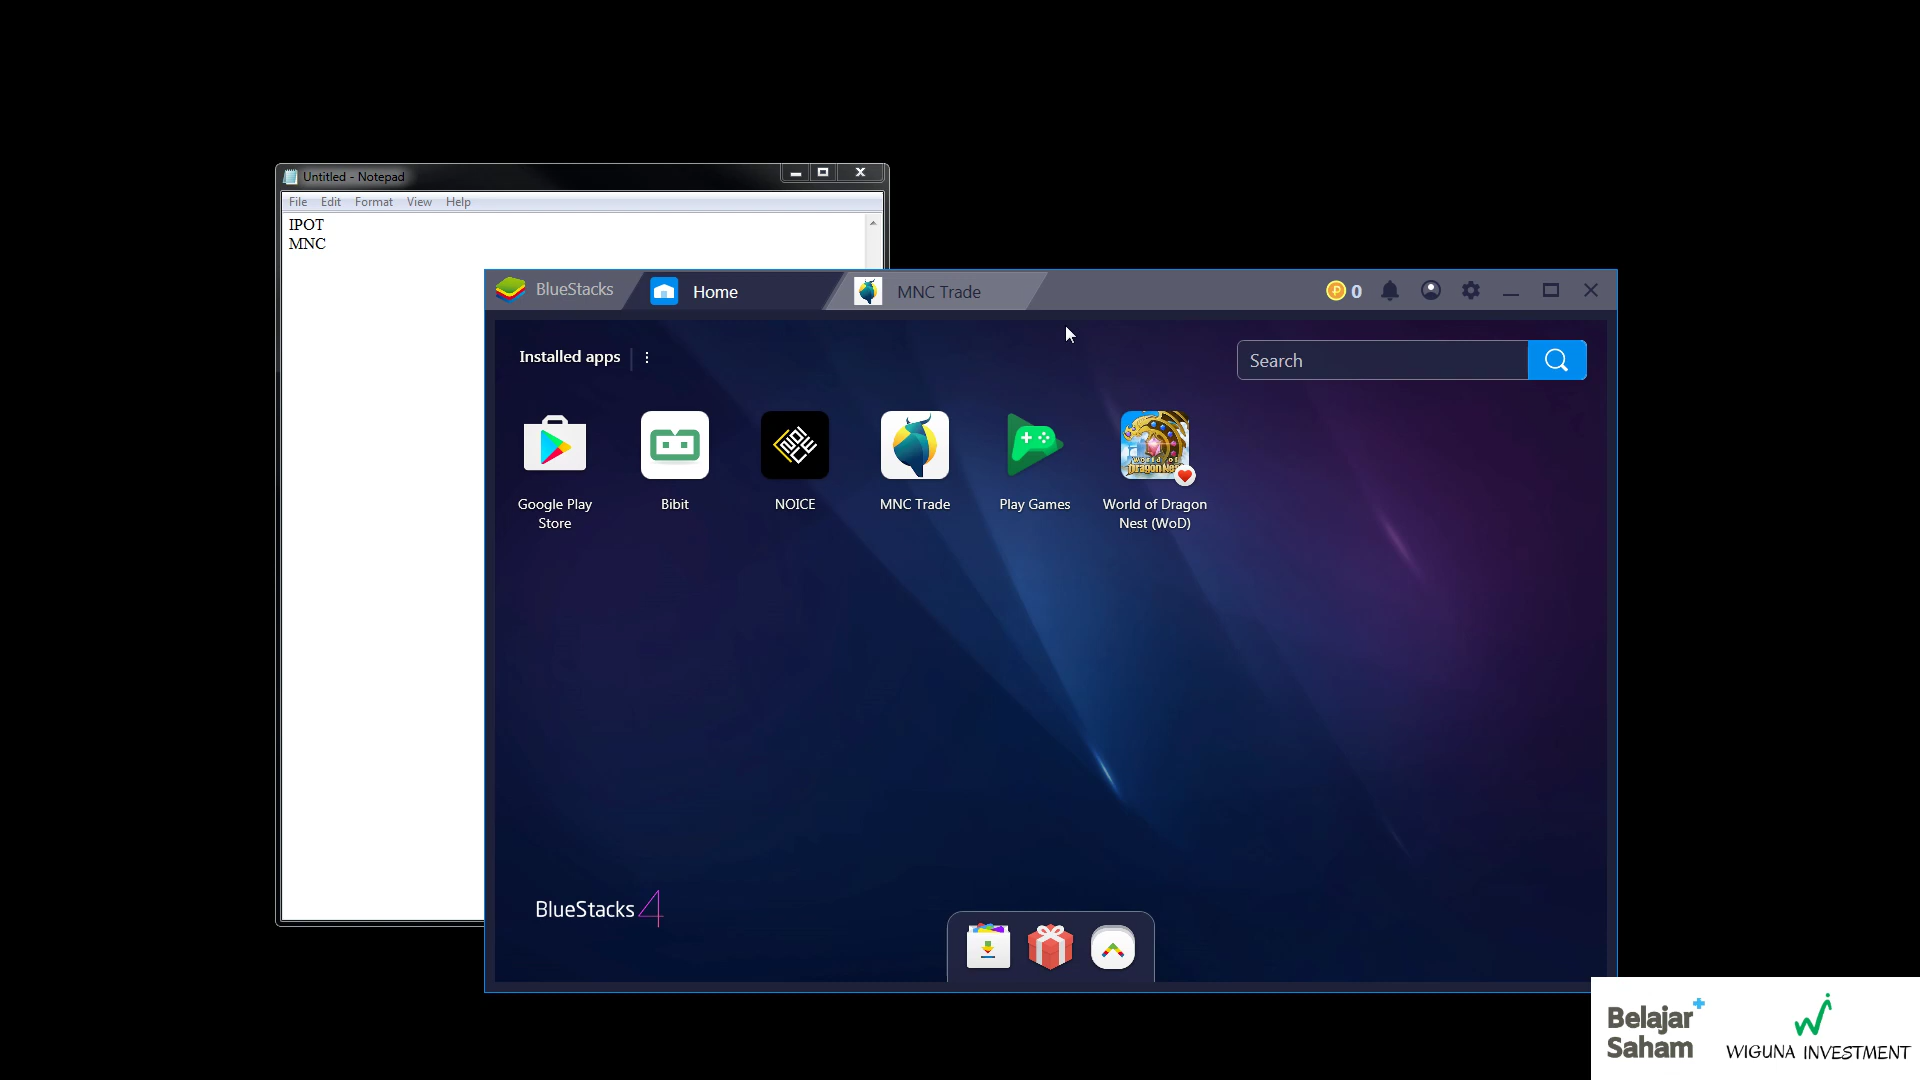 Untitled - Notepad
File Edit Format View Help
IPOT
MNC
BlueStacks
Home
MNC Trade
0
Installed apps
Search
Google Play
Store
Bibit
NOICE
MNC Trade
Play Games
World of Dragon
Nest (WoD)
BlueStacks 4
Belajar+
Saham
WIGUNA INVESTMENT